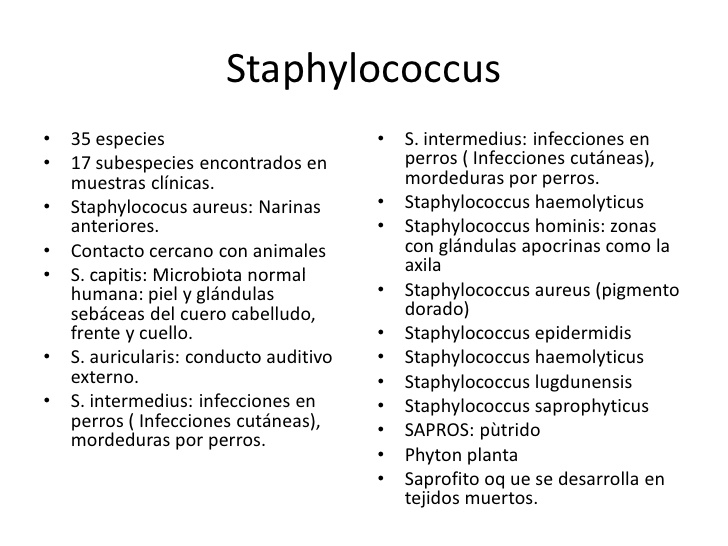 Staphylococcus
• 35 especies
• 17 subespecies encontrados en
muestras clínicas.
• Staphylococus aureus: Narinas
anteriores.
• Contacto cercano con animales
• S. capitis: Microbiota normal
humana: piel y glándulas
sebáceas del cuero cabelludo,
frente y cuello.
• S. auricularis: conducto auditivo
externo.
• S. intermedius: infecciones en
perros ( Infecciones cutáneas),
mordeduras por perros.
• S. intermedius: infecciones en
perros ( Infecciones cutáneas),
mordeduras por perros.
• Staphylococcus haemolyticus
• Staphylococcus hominis: zonas
con glándulas apocrinas como la
axila
• Staphylococcus aureus (pigmento
dorado)
• Staphylococcus epidermidis
• Staphylococcus haemolyticus
• Staphylococcus lugdunensis
• Staphylococcus saprophyticus
• SAPROS: pùtrido
• Phyton planta
• Saprofito oq ue se desarrolla en
tejidos muertos.